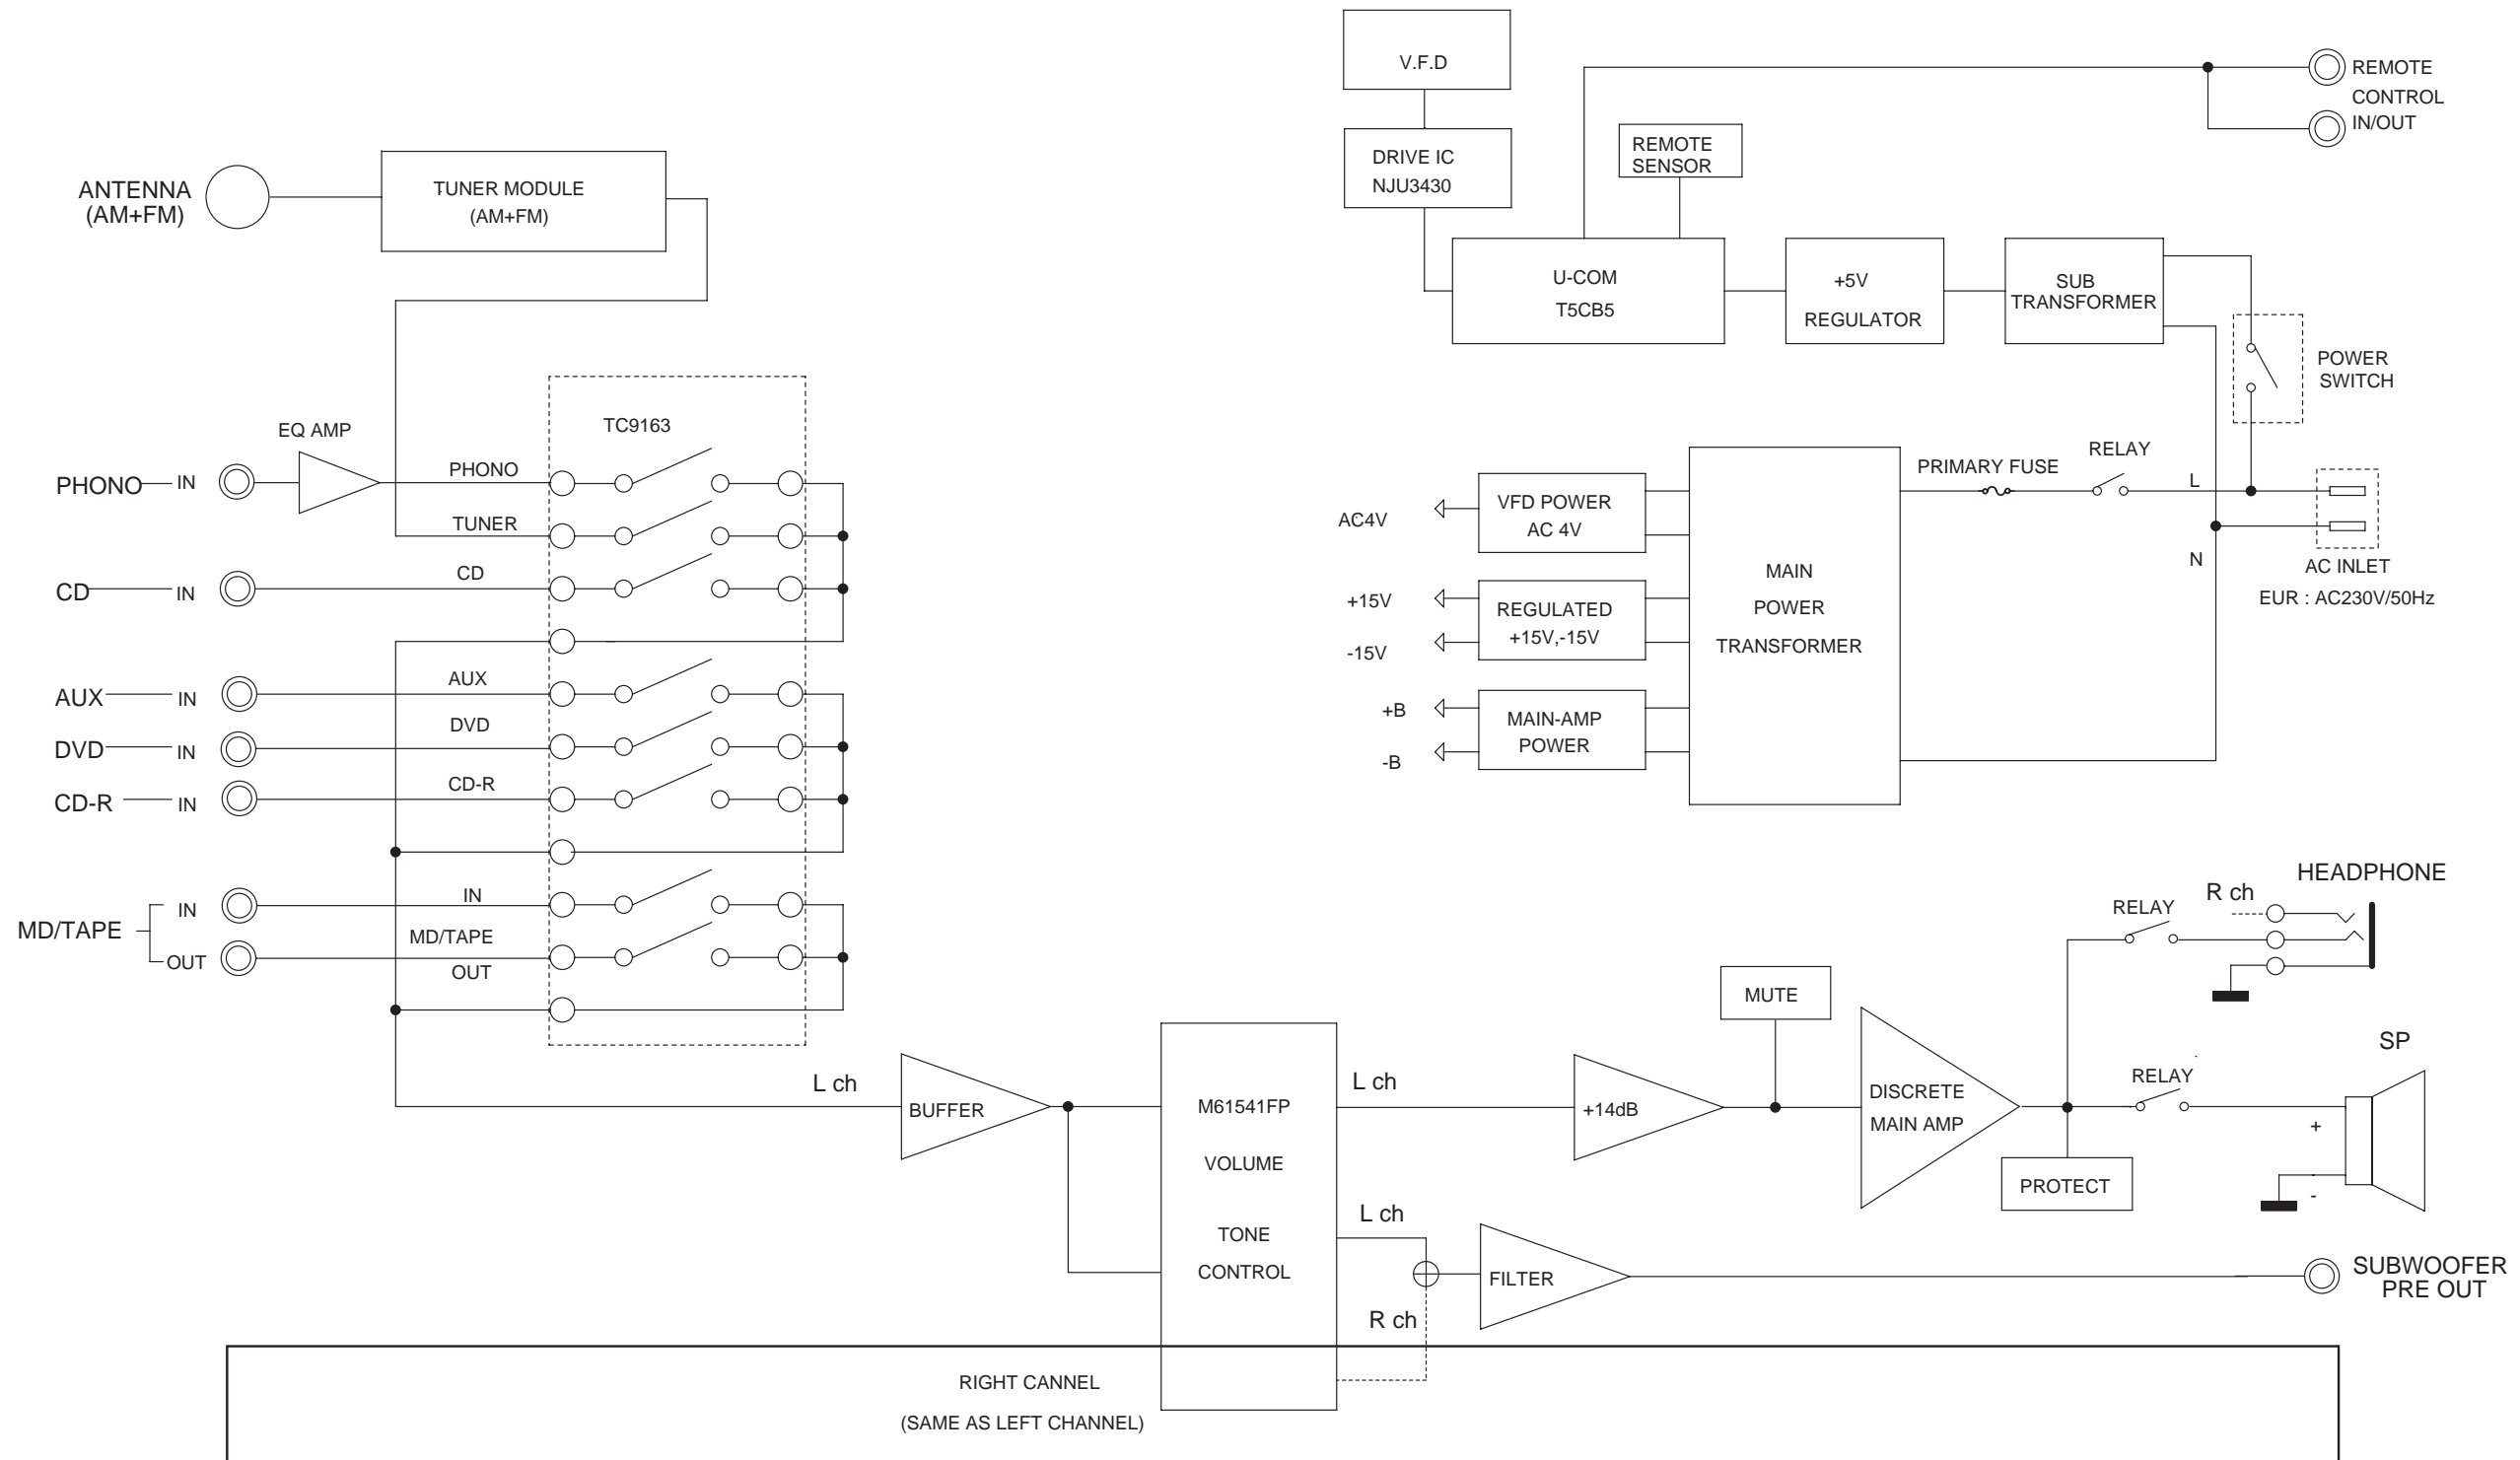 V.F.D
REMOTE
CONTROL
IN/OUT
DRIVE IC
NJU3430
REMOTE
SENSOR
ANTENNA
(AM+FM)
TUNER MODULE
(AM+FM)
U-COM
T5CB5
+5V
REGULATOR
SUB
TRANSFORMER
POWER
SWITCH
TC9163
EQ AMP
PHONO
IN
PHONO
TUNER
CD
IN
CD
AUX
IN
AUX
DVD
IN
DVD
CD-R
IN
CD-R
MD/TAPE
IN
OUT
IN
MD/TAPE
OUT
AC4V
VFD POWER
AC 4V
+15V
-15V
REGULATED
+15V,-15V
+B
-B
MAIN-AMP
POWER
MAIN
POWER
TRANSFORMER
PRIMARY FUSE
RELAY
L
N
AC INLET
EUR : AC230V/50Hz
HEADPHONE
R ch
RELAY
MUTE
SP
RELAY
L ch
BUFFER
M61541FP
VOLUME
TONE
CONTROL
L ch
+14dB
DISCRETE
MAIN AMP
PROTECT
+
-
L ch
R ch
FILTER
SUBWOOFER
PRE OUT
RIGHT CANNEL
(SAME AS LEFT CHANNEL)